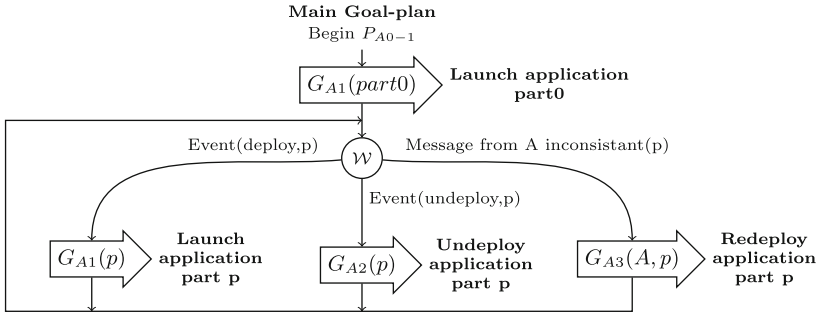 Main Goal-plan
Begin P_{A0−1}
G_{A1}(part0)
Launch application
part0
Event(deploy,p)
Message from A inconsistant(p)
W
Event(undeploy,p)
G_{A1}(p)
Launch
application
part p
G_{A2}(p)
Undeploy
application
part p
G_{A3}(A, p)
Redeploy
application
part p